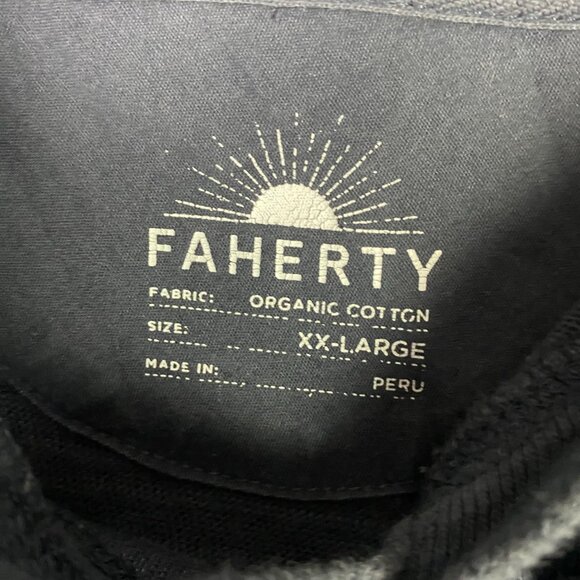 FAHERTY
FABRIC: ORGANIC COTTON
SIZE: XX-LARGE
MADE IN: PERU